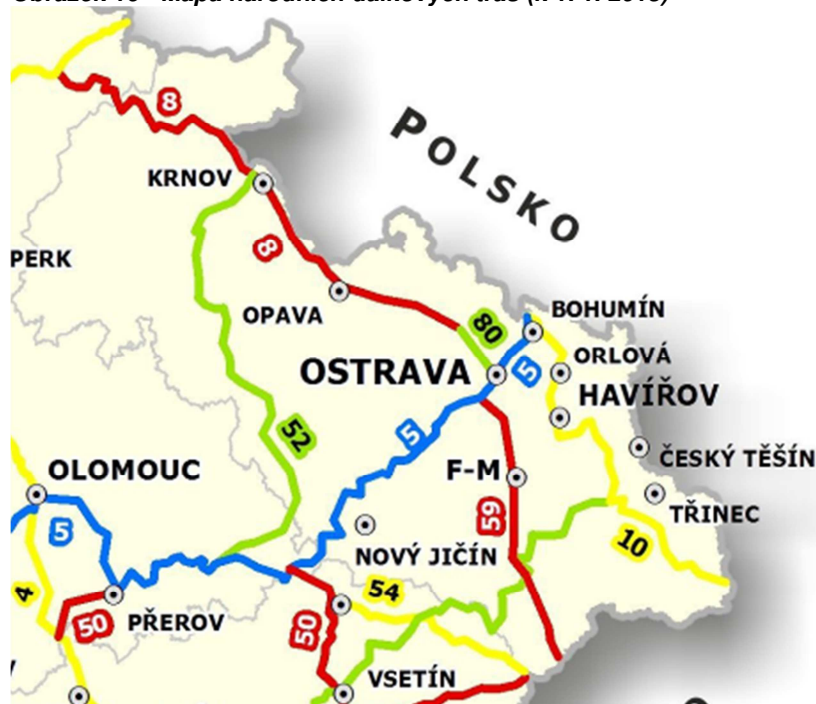 8
POLSKO
KRNOV
8
PERK
OPAVA
80
BOHUMÍN
ORLOVÁ
OSTRAVA
5
HAVÍŘOV
52
5
ČESKÝ TĚŠÍN
OLOMOUC
F-M
59
TŘINEC
5
10
NOVÝ JIČÍN
4
54
50
PŘEROV
50
VSETÍN